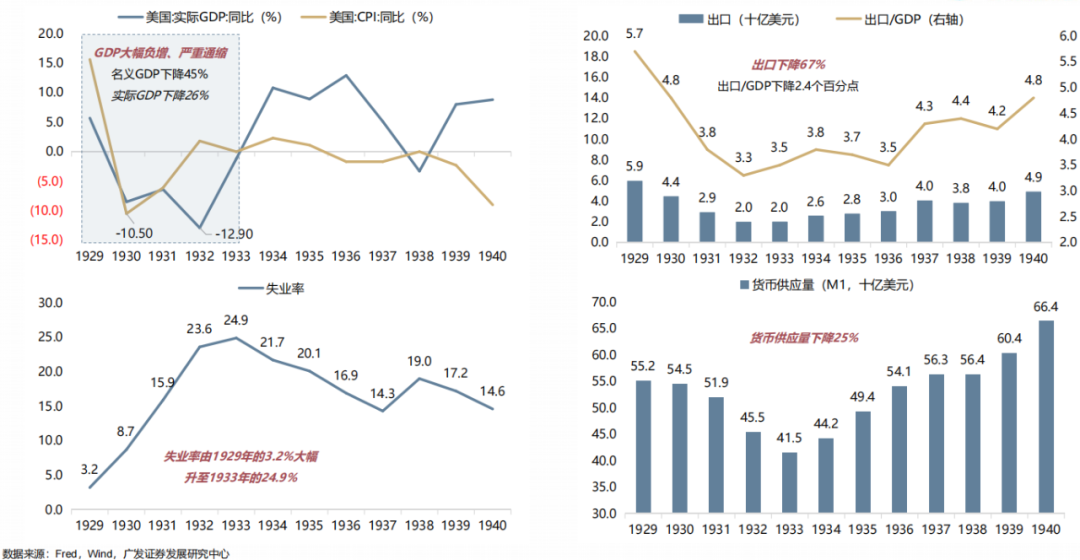 美国:实际GDP:同比（%） 美国:CPI:同比（%）
20.0
15.0
10.0
5.0
0.0
(5.0)
(10.0)
(15.0)
GDP大幅负增、严重通缩
名义GDP下降45%
实际GDP下降26%
-10.50
-12.90
1929 1930 1931 1932 1933 1934 1935 1936 1937 1938 1939 1940
出口（十亿美元） 出口/GDP（右轴）
20.0
18.0
16.0
14.0
12.0
10.0
8.0
6.0
4.0
2.0
0.0
6.0
5.5
5.0
4.5
4.0
3.5
3.0
2.5
2.0
出口下降67%
出口/GDP下降2.4个百分点
5.7 4.8 3.8 3.3 3.5 3.8 3.7 3.5 4.3 4.4 4.2 4.8
5.9 4.4 2.9 2.0 2.0 2.6 2.8 3.0 4.0 3.8 4.0 4.9
1929 1930 1931 1932 1933 1934 1935 1936 1937 1938 1939 1940
失业率
30.0
25.0
20.0
15.0
10.0
5.0
0.0
3.2 8.7 15.9 23.6 24.9 21.7 20.1 16.9 14.3 19.0 17.2 14.6
失业率由1929年的3.2%大幅
升至1933年的24.9%
1929 1930 1931 1932 1933 1934 1935 1936 1937 1938 1939 1940
货币供应量（M1，十亿美元）
70.0
65.0
60.0
55.0
50.0
45.0
40.0
35.0
30.0
货币供应量下降25%
55.2 54.5 51.9 45.5 41.5 44.2 49.4 54.1 56.3 56.4 60.4 66.4
1929 1930 1931 1932 1933 1934 1935 1936 1937 1938 1939 1940
数据来源：Fred，Wind，广发证券发展研究中心